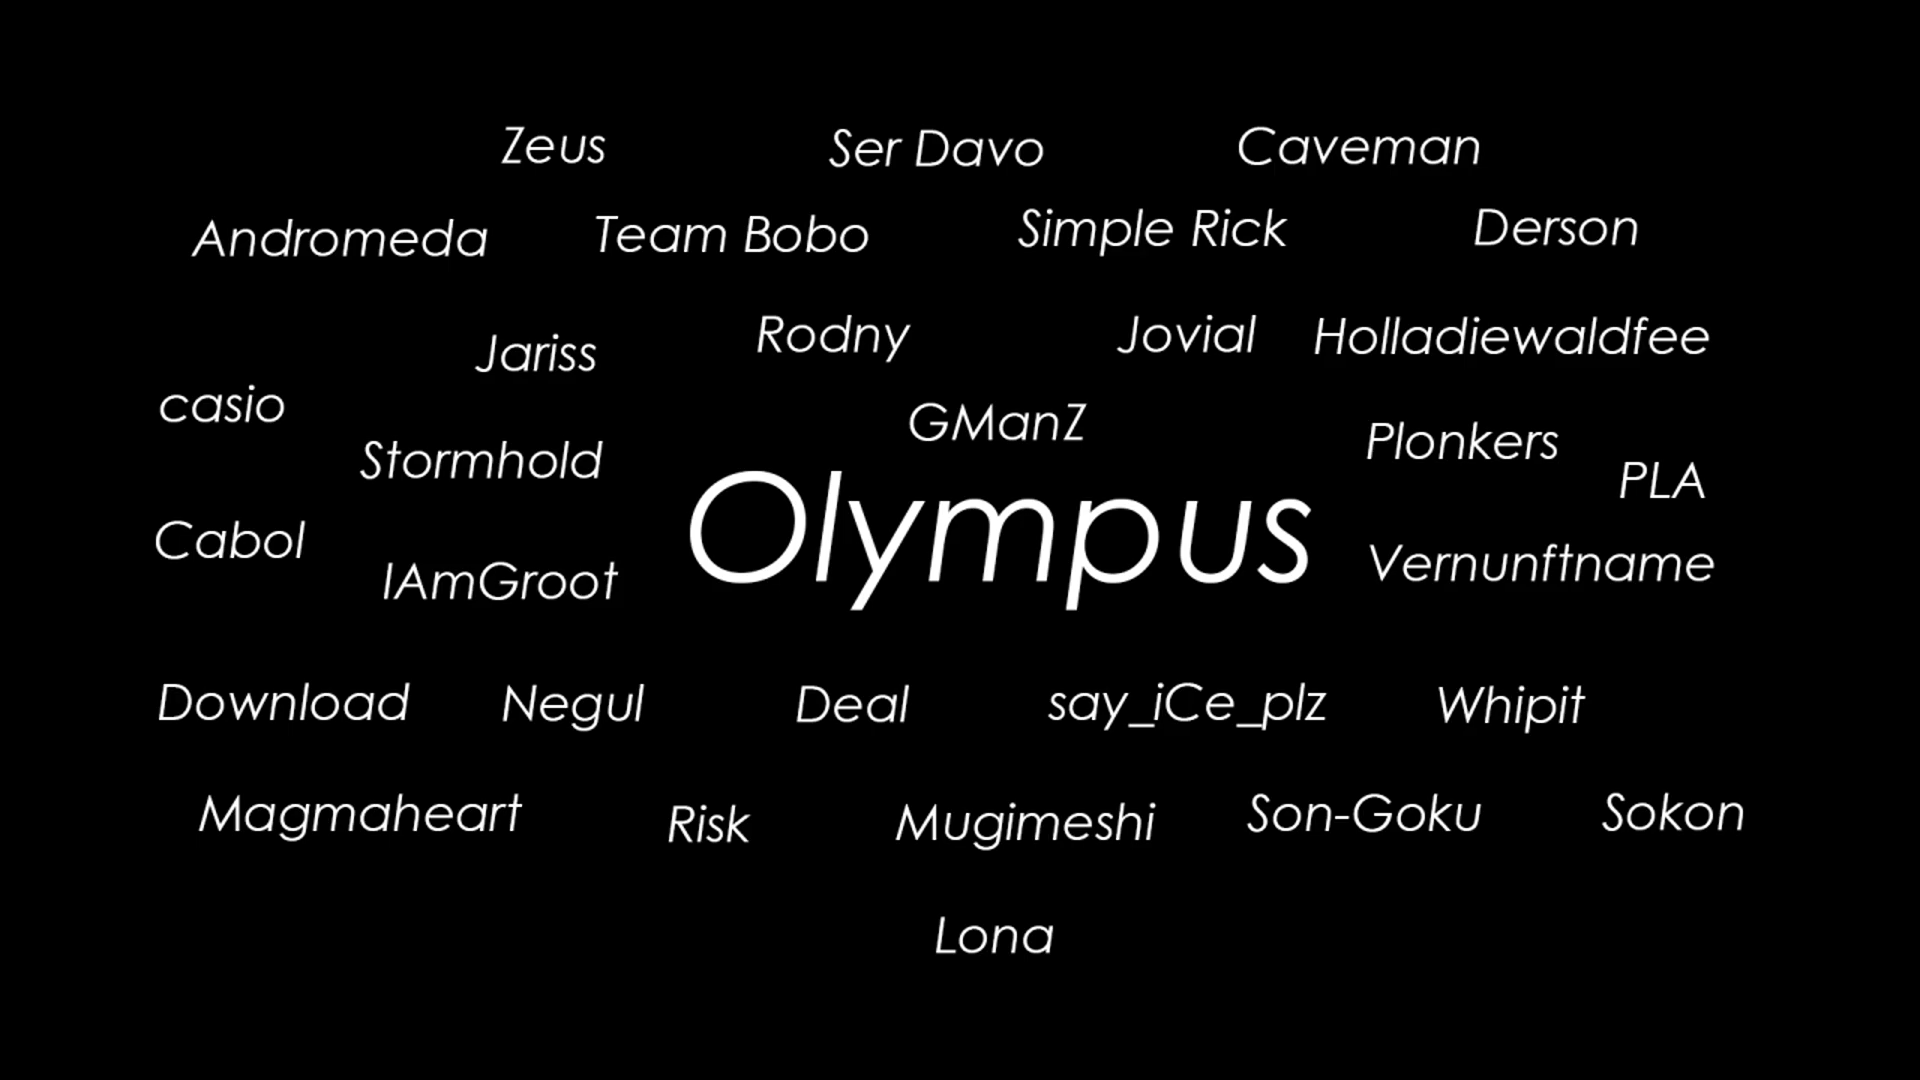 Zeus Ser Davo Caveman
Andromeda Team Bobo Simple Rick Derson
Jariss Rodny Jovial Holladiewaldfee
casio GManZ
Stormhold Plonkers PLA
Olympus
Cabol IAmGroot Vernunftname
Download Negul Deal say_iCe_plz Whipit
Magmaheart Risk Mugimeshi Son-Goku Sokon
Lona